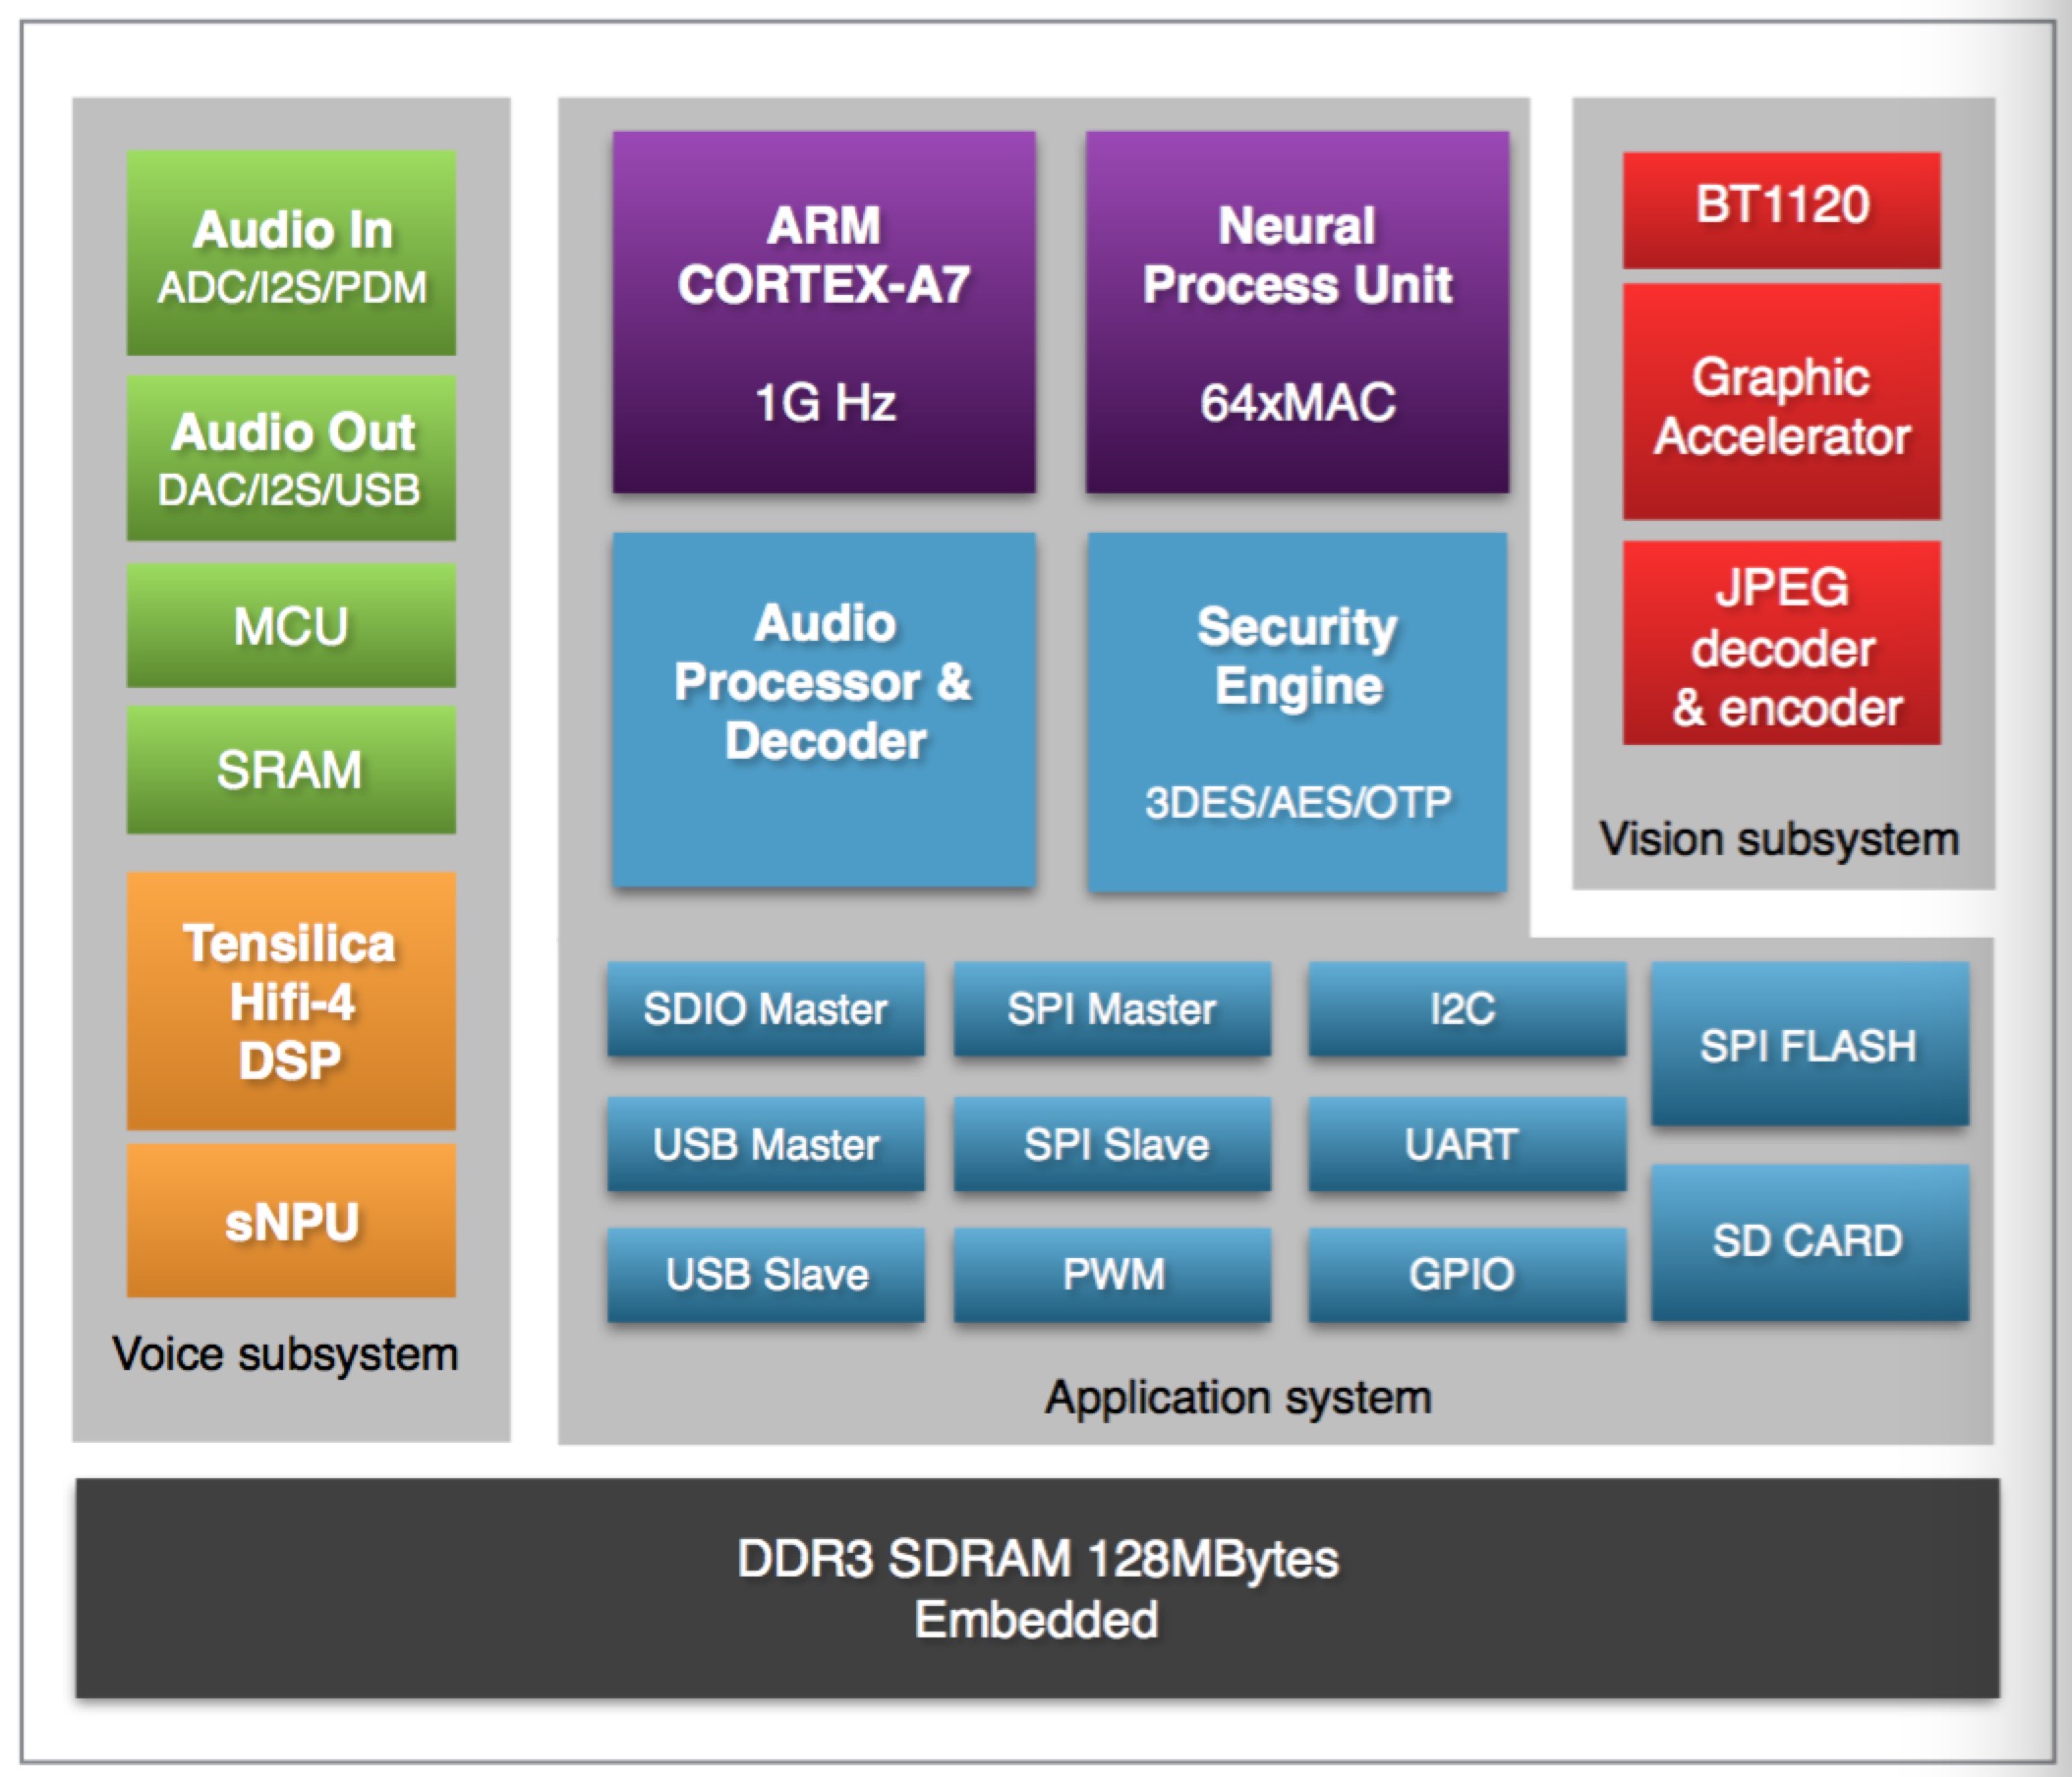 Audio In
ADC/I2S/PDM
Audio Out
DAC/I2S/USB
MCU
SRAM
Tensilica
Hifi-4
DSP
sNPU
Voice subsystem
ARM
CORTEX-A7
1G Hz
Neural
Process Unit
64xMAC
Audio
Processor &
Decoder
Security
Engine
3DES/AES/OTP
BT1120
Graphic
Accelerator
JPEG
decoder
& encoder
Vision subsystem
SDIO Master
SPI Master
I2C
SPI FLASH
USB Master
SPI Slave
UART
SD CARD
USB Slave
PWM
GPIO
Application system
DDR3 SDRAM 128MBytes
Embedded